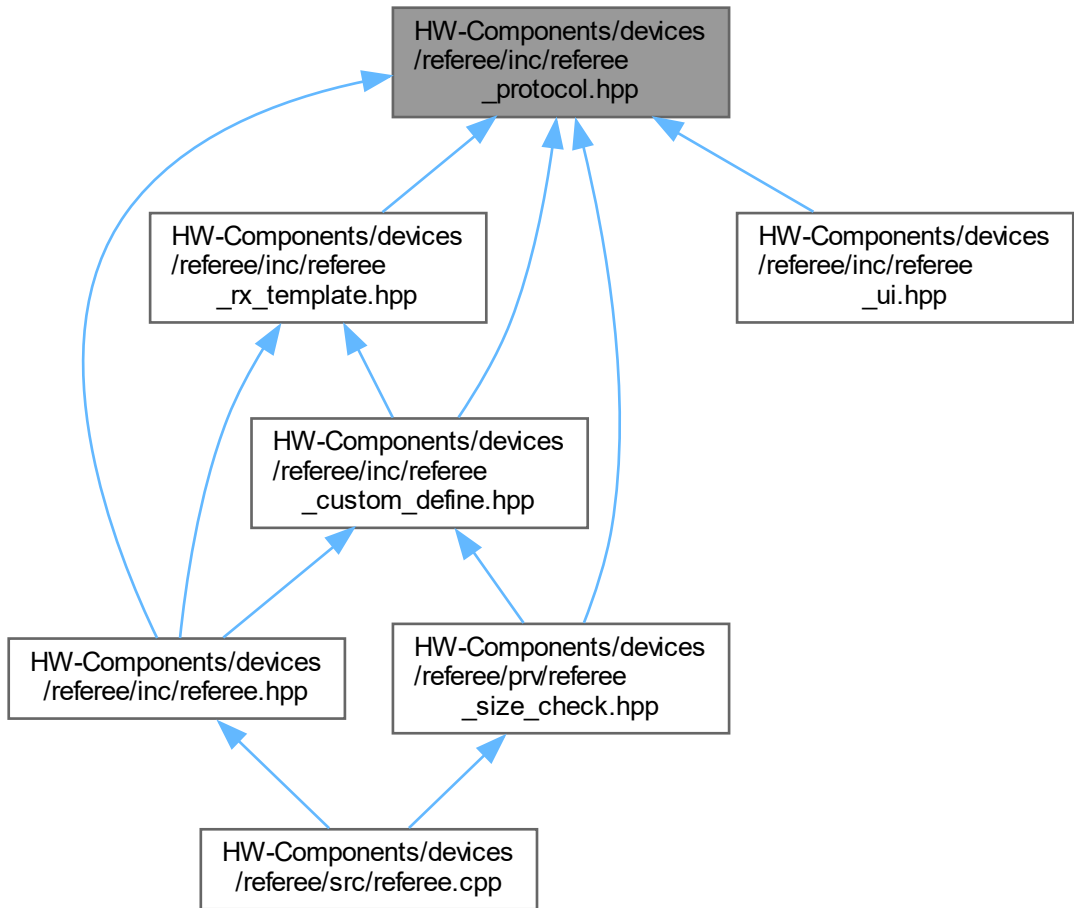 HW-Components/devices
/referee/inc/referee
_protocol.hpp
HW-Components/devices
/referee/inc/referee
_rx_template.hpp
HW-Components/devices
/referee/inc/referee
_ui.hpp
HW-Components/devices
/referee/inc/referee
_custom_define.hpp
HW-Components/devices
/referee/inc/referee.hpp
HW-Components/devices
/referee/prv/referee
_size_check.hpp
HW-Components/devices
/referee/src/referee.cpp